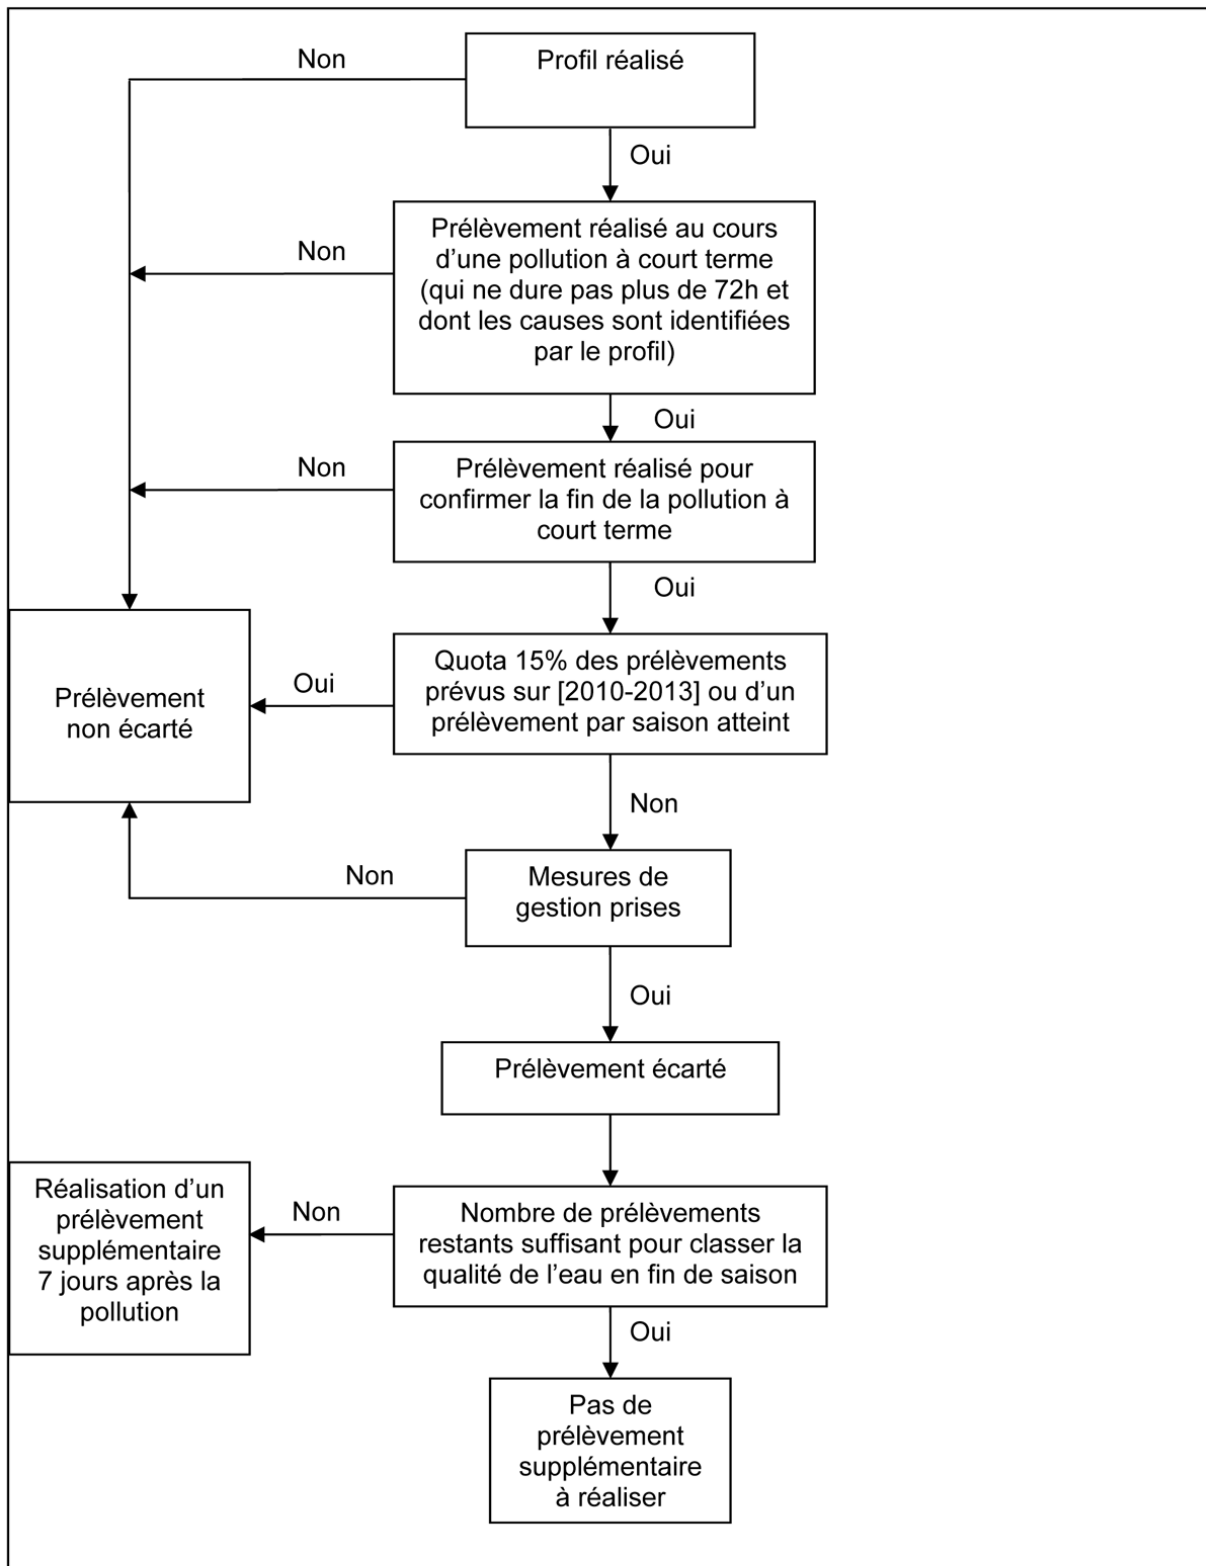 Non
Profil réalisé
Oui
Prélèvement réalisé au cours
d’une pollution à court terme
(qui ne dure pas plus de 72h et
dont les causes sont identifiées
par le profil)
Non
Oui
Non
Prélèvement réalisé pour
confirmer la fin de la pollution à
court terme
Oui
Quota 15% des prélèvements
prévus sur [2010-2013] ou d’un
prélèvement par saison atteint
Oui
Prélèvement
non écarté
Non
Non
Mesures de
gestion prises
Oui
Prélèvement écarté
Réalisation d’un
prélèvement
supplémentaire
7 jours après la
pollution
Non
Nombre de prélèvements
restants suffisant pour classer la
qualité de l’eau en fin de saison
Oui
Pas de
prélèvement
supplémentaire
à réaliser